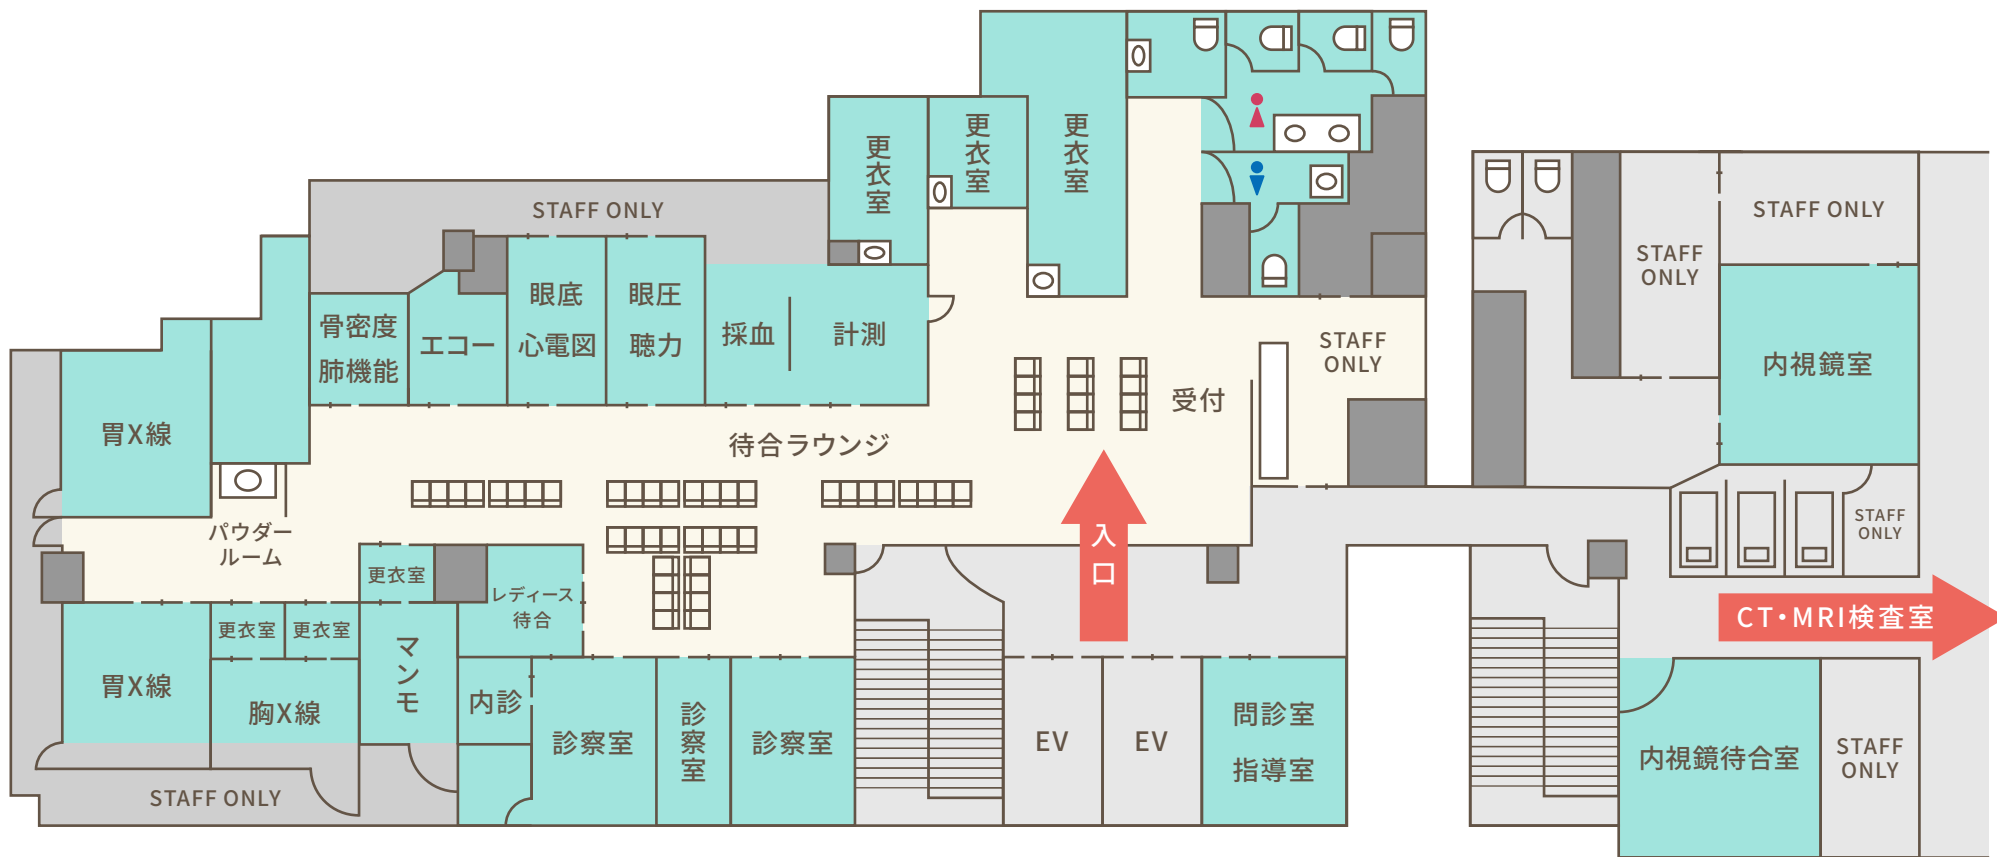 更衣室
更衣室
更衣室
STAFF ONLY
STAFF ONLY
STAFF
ONLY
眼底
心電図
眼圧
聴力
骨密度
肺機能
エコー
採血
計測
STAFF
ONLY
内視鏡室
受付
胃X線
待合ラウンジ
パウダー
ルーム
入口
STAFF
ONLY
更衣室
レディース
待合
更衣室
更衣室
マンモ
CT・MRI検査室
胃X線
胸X線
内診
診察室
診察室
診察室
EV
EV
問診室
指導室
内視鏡待合室
STAFF
ONLY
STAFF ONLY